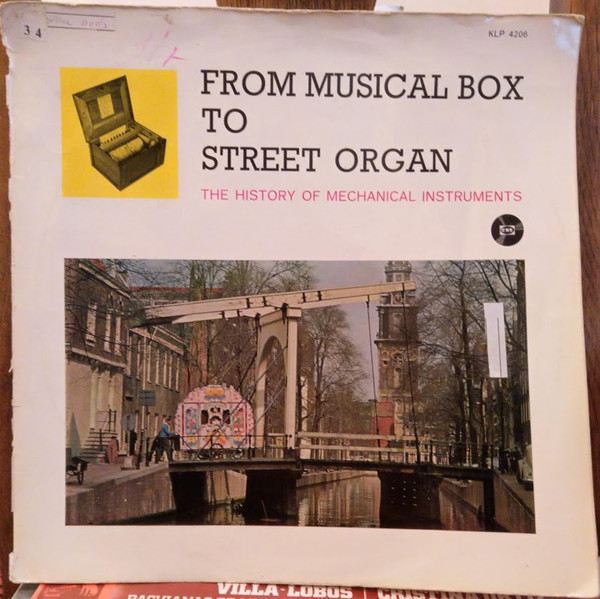 34
KLP 4206
FROM MUSICAL BOX
TO
STREET ORGAN
THE HISTORY OF MECHANICAL INSTRUMENTS
VILLA-LOBOS